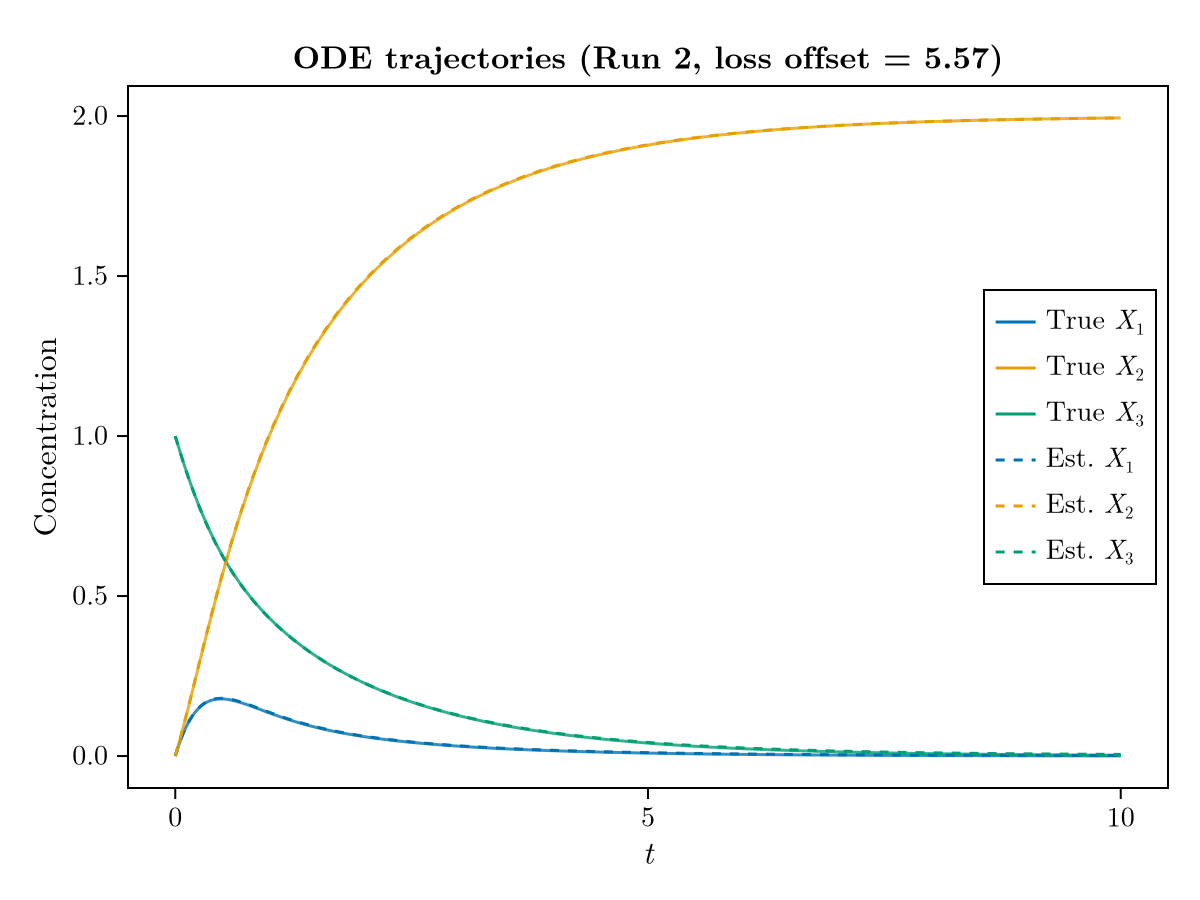 ODE trajectories (Run 2, loss offset = 5.57)
Concentration
2.0
1.5
1.0
0.5
0.0
True X₁
True X₂
True X₃
Est. X₁
Est. X₂
Est. X₃
0 5 10
t